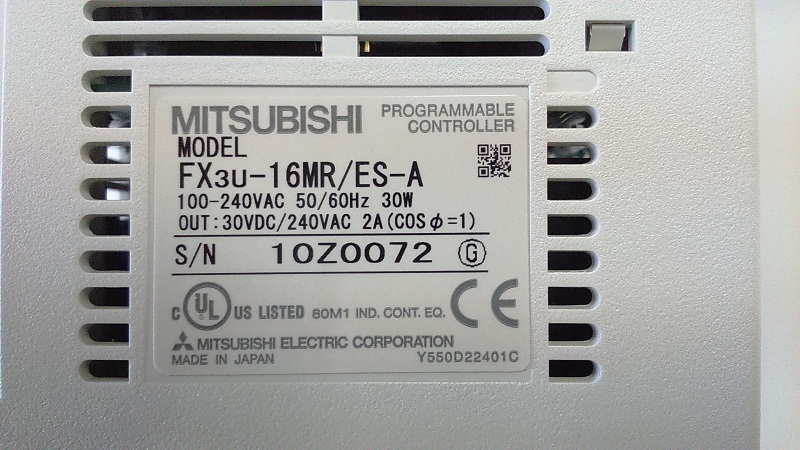 MITSUBISHI PROGRAMMABLE CONTROLLER
MODEL
FX3U-16MR/ES-A
100-240VAC 50/60Hz 30W
OUT:30VDC/240VAC 2A(COSφ=1)
S/N 10Z0072 G
C UL US LISTED 80M1 IND. CONT. EQ. CE
MITSUBISHI ELECTRIC CORPORATION
MADE IN JAPAN Y550D22401C